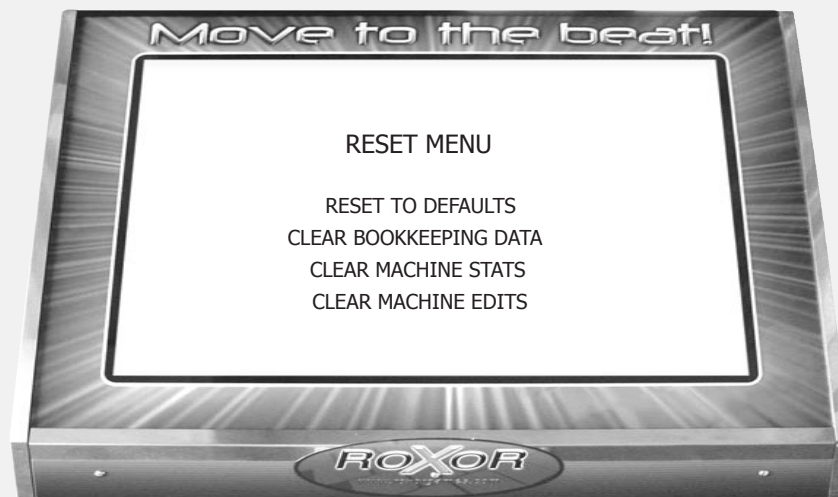 Move to the beat!
RESET MENU
RESET TO DEFAULTS
CLEAR BOOKKEEPING DATA
CLEAR MACHINE STATS
CLEAR MACHINE EDITS
ROXOR